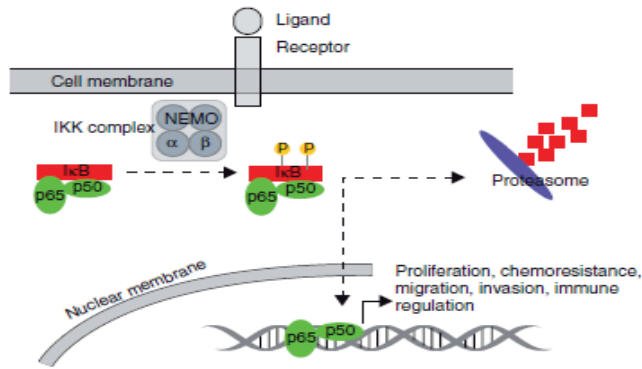 Ligand
Receptor
Cell membrane
IKK complex
NEMO
α β
P P
IκB
p65 p50
IκB
p65 p50
Proteasome
Nuclear membrane
Proliferation, chemoresistance,
migration, invasion, immune
regulation
p65 p50